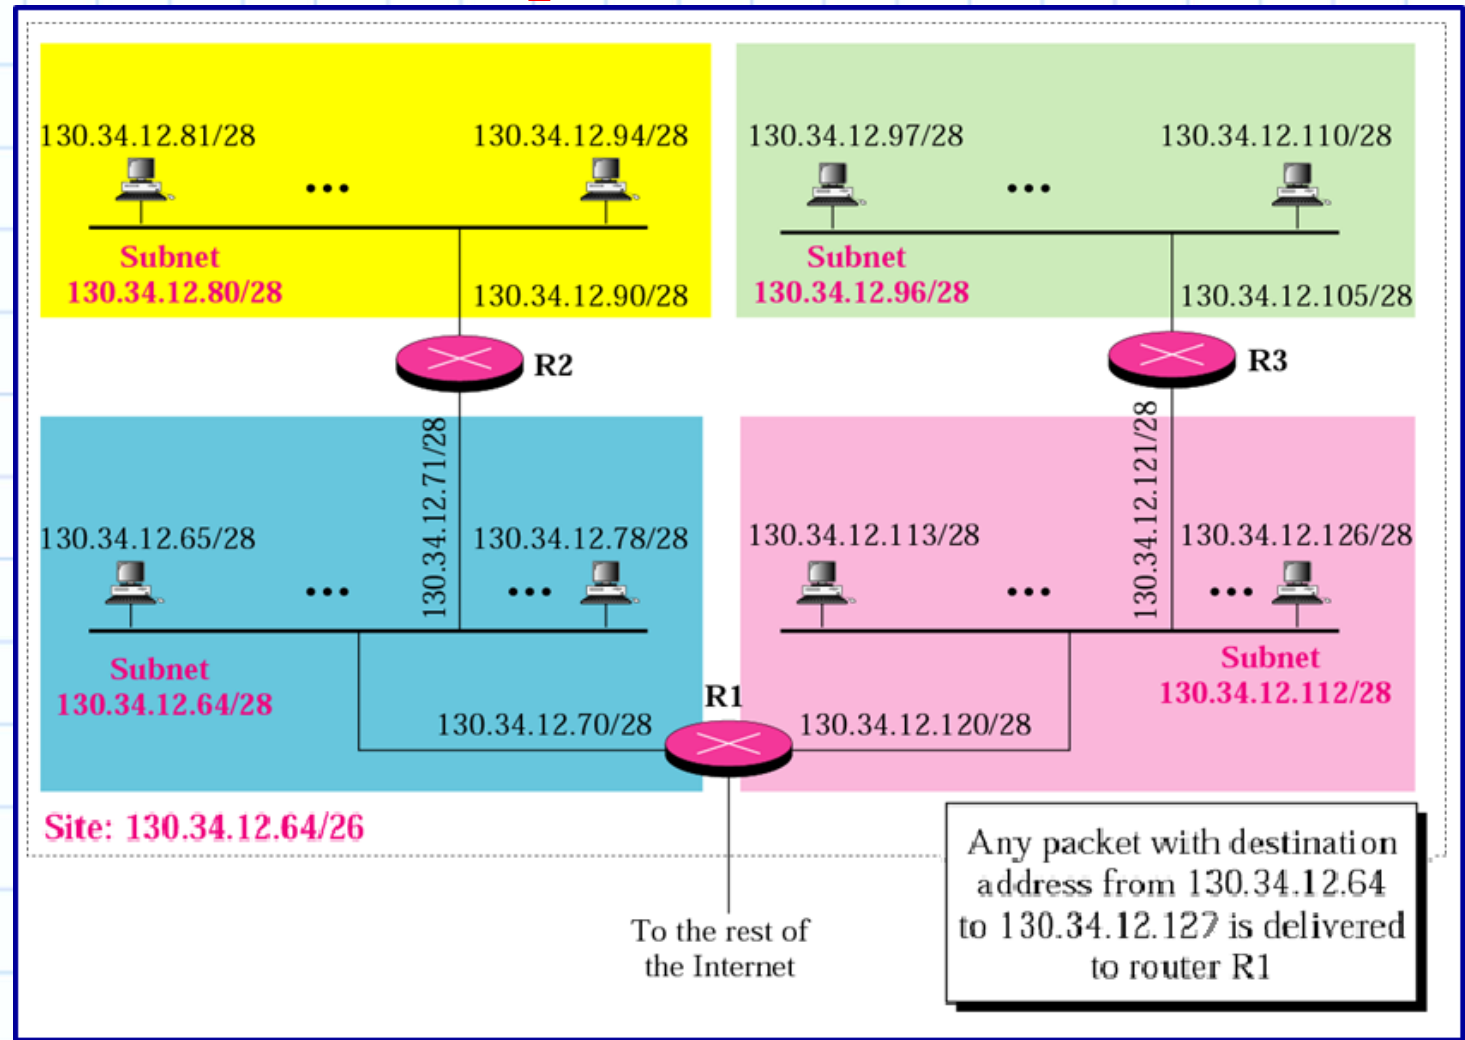 130.34.12.81/28
130.34.12.94/28
Subnet
130.34.12.80/28
130.34.12.90/28
130.34.12.97/28
130.34.12.110/28
Subnet
130.34.12.96/28
130.34.12.105/28
R2
R3
130.34.12.71/28
130.34.12.65/28
130.34.12.78/28
Subnet
130.34.12.64/28
130.34.12.70/28
R1
130.34.12.121/28
130.34.12.113/28
130.34.12.126/28
Subnet
130.34.12.112/28
130.34.12.120/28
Site: 130.34.12.64/26
Any packet with destination
address from 130.34.12.64
to 130.34.12.127 is delivered
to router R1
To the rest of
the Internet